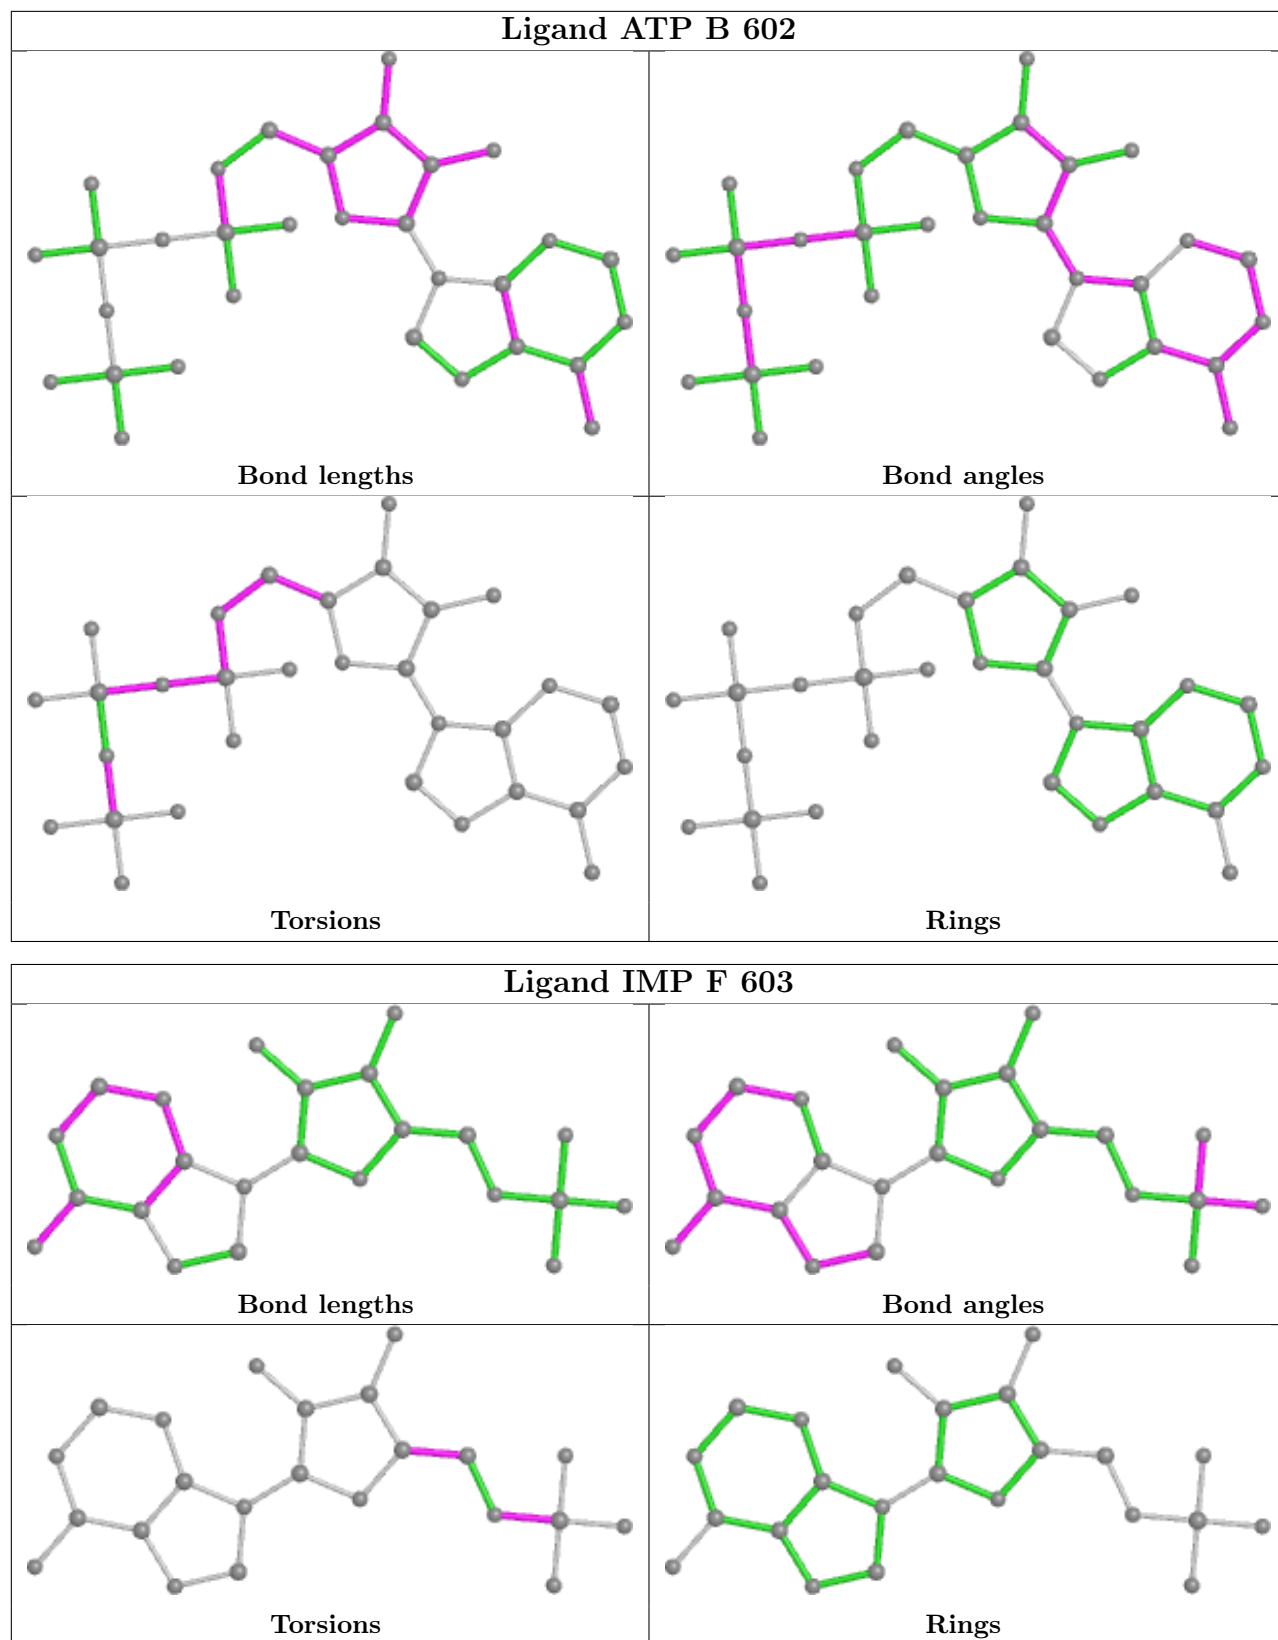 Ligand ATP B 602
Bond lengths
Bond angles
Torsions
Rings
Ligand IMP F 603
Bond lengths
Bond angles
Torsions
Rings